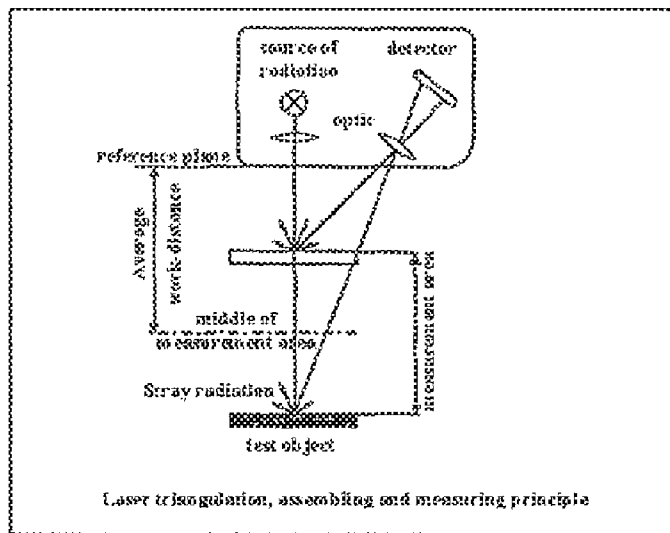 source of
radiation
detector
optic
reference plane
Average
work-distance
middle of
measurement area
measurement area
Stray radiation
test object
Laser triangulation, assembling and measuring principle